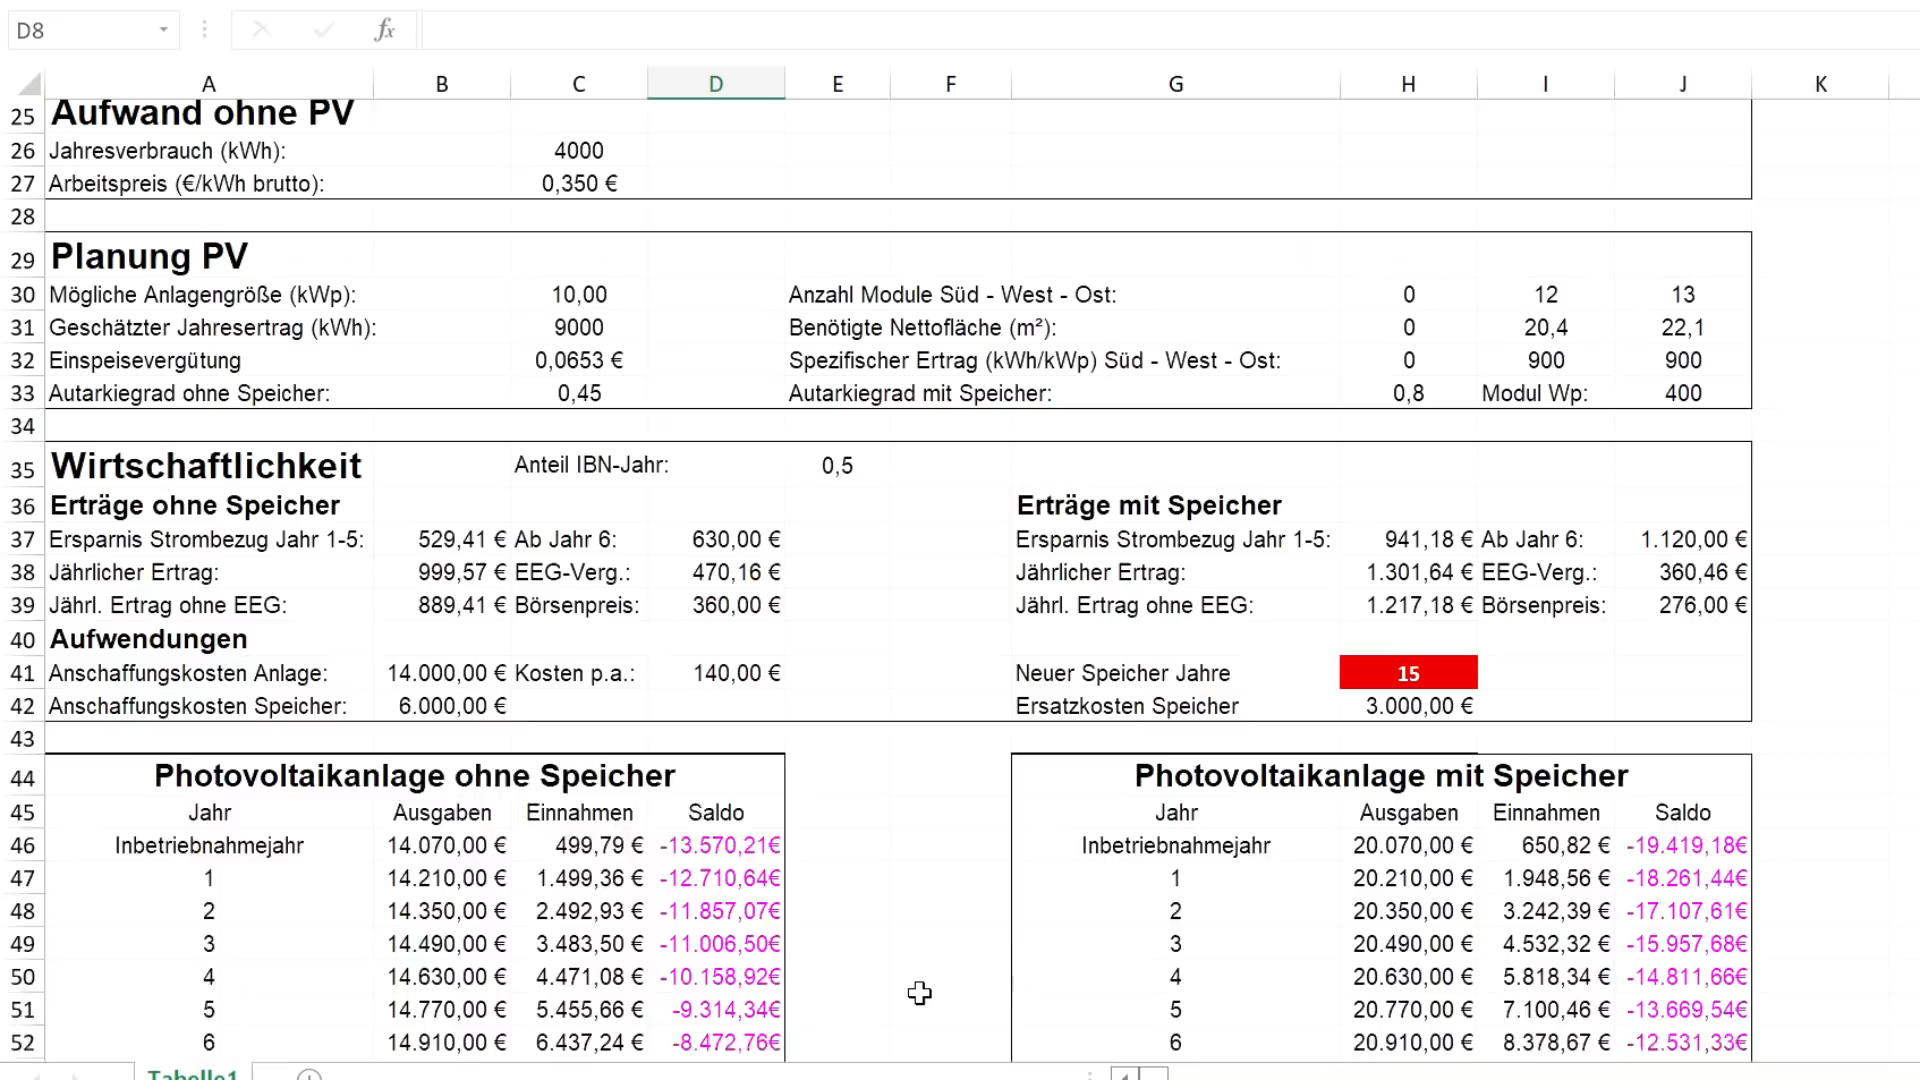 D8 fx
A B C D E F G H I J K
25 Aufwand ohne PV
26 Jahresverbrauch (kWh): 4000
27 Arbeitspreis (€/kWh brutto): 0,350 €
28
29 Planung PV
30 Mögliche Anlagengröße (kWp): 10,00 Anzahl Module Süd - West - Ost: 0 12 13
31 Geschätzter Jahresertrag (kWh): 9000 Benötigte Nettofläche (m²): 0 20,4 22,1
32 Einspeisevergütung 0,0653 € Spezifischer Ertrag (kWh/kWp) Süd - West - Ost: 0 900 900
33 Autarkiegrad ohne Speicher: 0,45 Autarkiegrad mit Speicher: 0,8 Modul Wp: 400
34
35 Wirtschaftlichkeit Anteil IBN-Jahr: 0,5
36 Erträge ohne Speicher Erträge mit Speicher
37 Ersparnis Strombezug Jahr 1-5: 529,41 € Ab Jahr 6: 630,00 € Ersparnis Strombezug Jahr 1-5: 941,18 € Ab Jahr 6: 1.120,00 €
38 Jährlicher Ertrag: 999,57 € EEG-Verg.: 470,16 € Jährlicher Ertrag: 1.301,64 € EEG-Verg.: 360,46 €
39 Jährl. Ertrag ohne EEG: 889,41 € Börsenpreis: 360,00 € Jährl. Ertrag ohne EEG: 1.217,18 € Börsenpreis: 276,00 €
40 Aufwendungen
41 Anschaffungskosten Anlage: 14.000,00 € Kosten p.a.: 140,00 € Neuer Speicher Jahre 15
42 Anschaffungskosten Speicher: 6.000,00 € Ersatzkosten Speicher 3.000,00 €
43
44 Photovoltaikanlage ohne Speicher Photovoltaikanlage mit Speicher
45 Jahr Ausgaben Einnahmen Saldo Jahr Ausgaben Einnahmen Saldo
46 Inbetriebnahmejahr 14.070,00 € 499,79 € -13.570,21€ Inbetriebnahmejahr 20.070,00 € 650,82 € -19.419,18€
47 1 14.210,00 € 1.499,36 € -12.710,64€ 1 20.210,00 € 1.948,56 € -18.261,44€
48 2 14.350,00 € 2.492,93 € -11.857,07€ 2 20.350,00 € 3.242,39 € -17.107,61€
49 3 14.490,00 € 3.483,50 € -11.006,50€ 3 20.490,00 € 4.532,32 € -15.957,68€
50 4 14.630,00 € 4.471,08 € -10.158,92€ 4 20.630,00 € 5.818,34 € -14.811,66€
51 5 14.770,00 € 5.455,66 € -9.314,34€ 5 20.770,00 € 7.100,46 € -13.669,54€
52 6 14.910,00 € 6.437,24 € -8.472,76€ 6 20.910,00 € 8.378,67 € -12.531,33€
Tabelle1